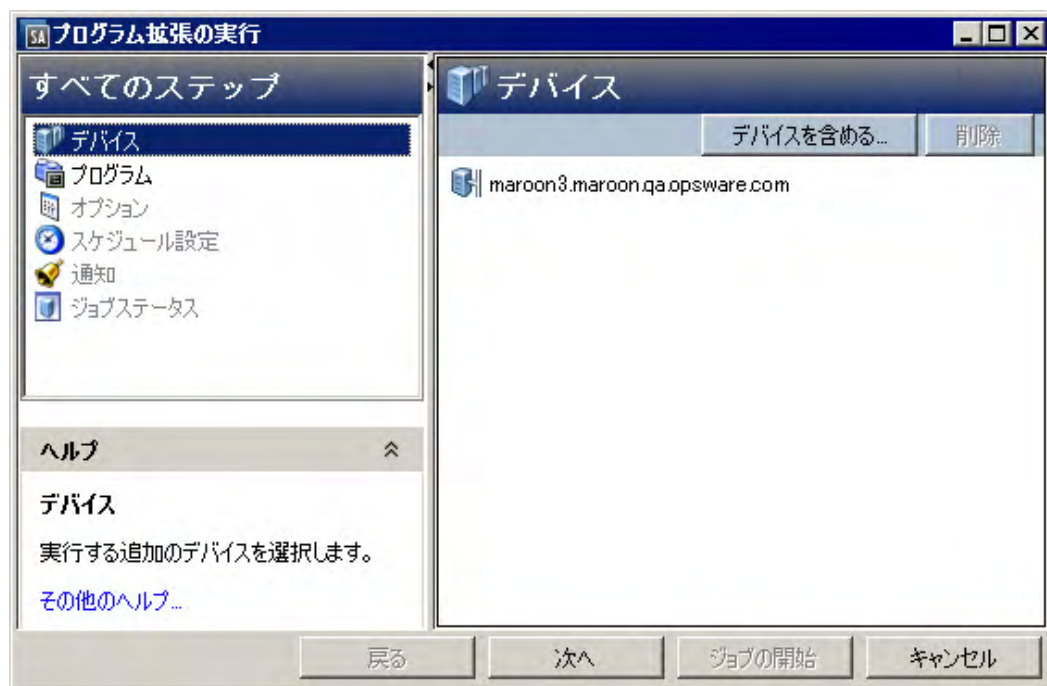 SA プログラム拡張の実行
すべてのステップ
デバイス
プログラム
オプション
スケジュール設定
通知
ジョブステータス
ヘルプ
デバイス
実行する追加のデバイスを選択します。
その他のヘルプ...
デバイス
デバイスを含める... 削除
maroon3.maroon.qa.opsware.com
戻る 次へ ジョブの開始 キャンセル